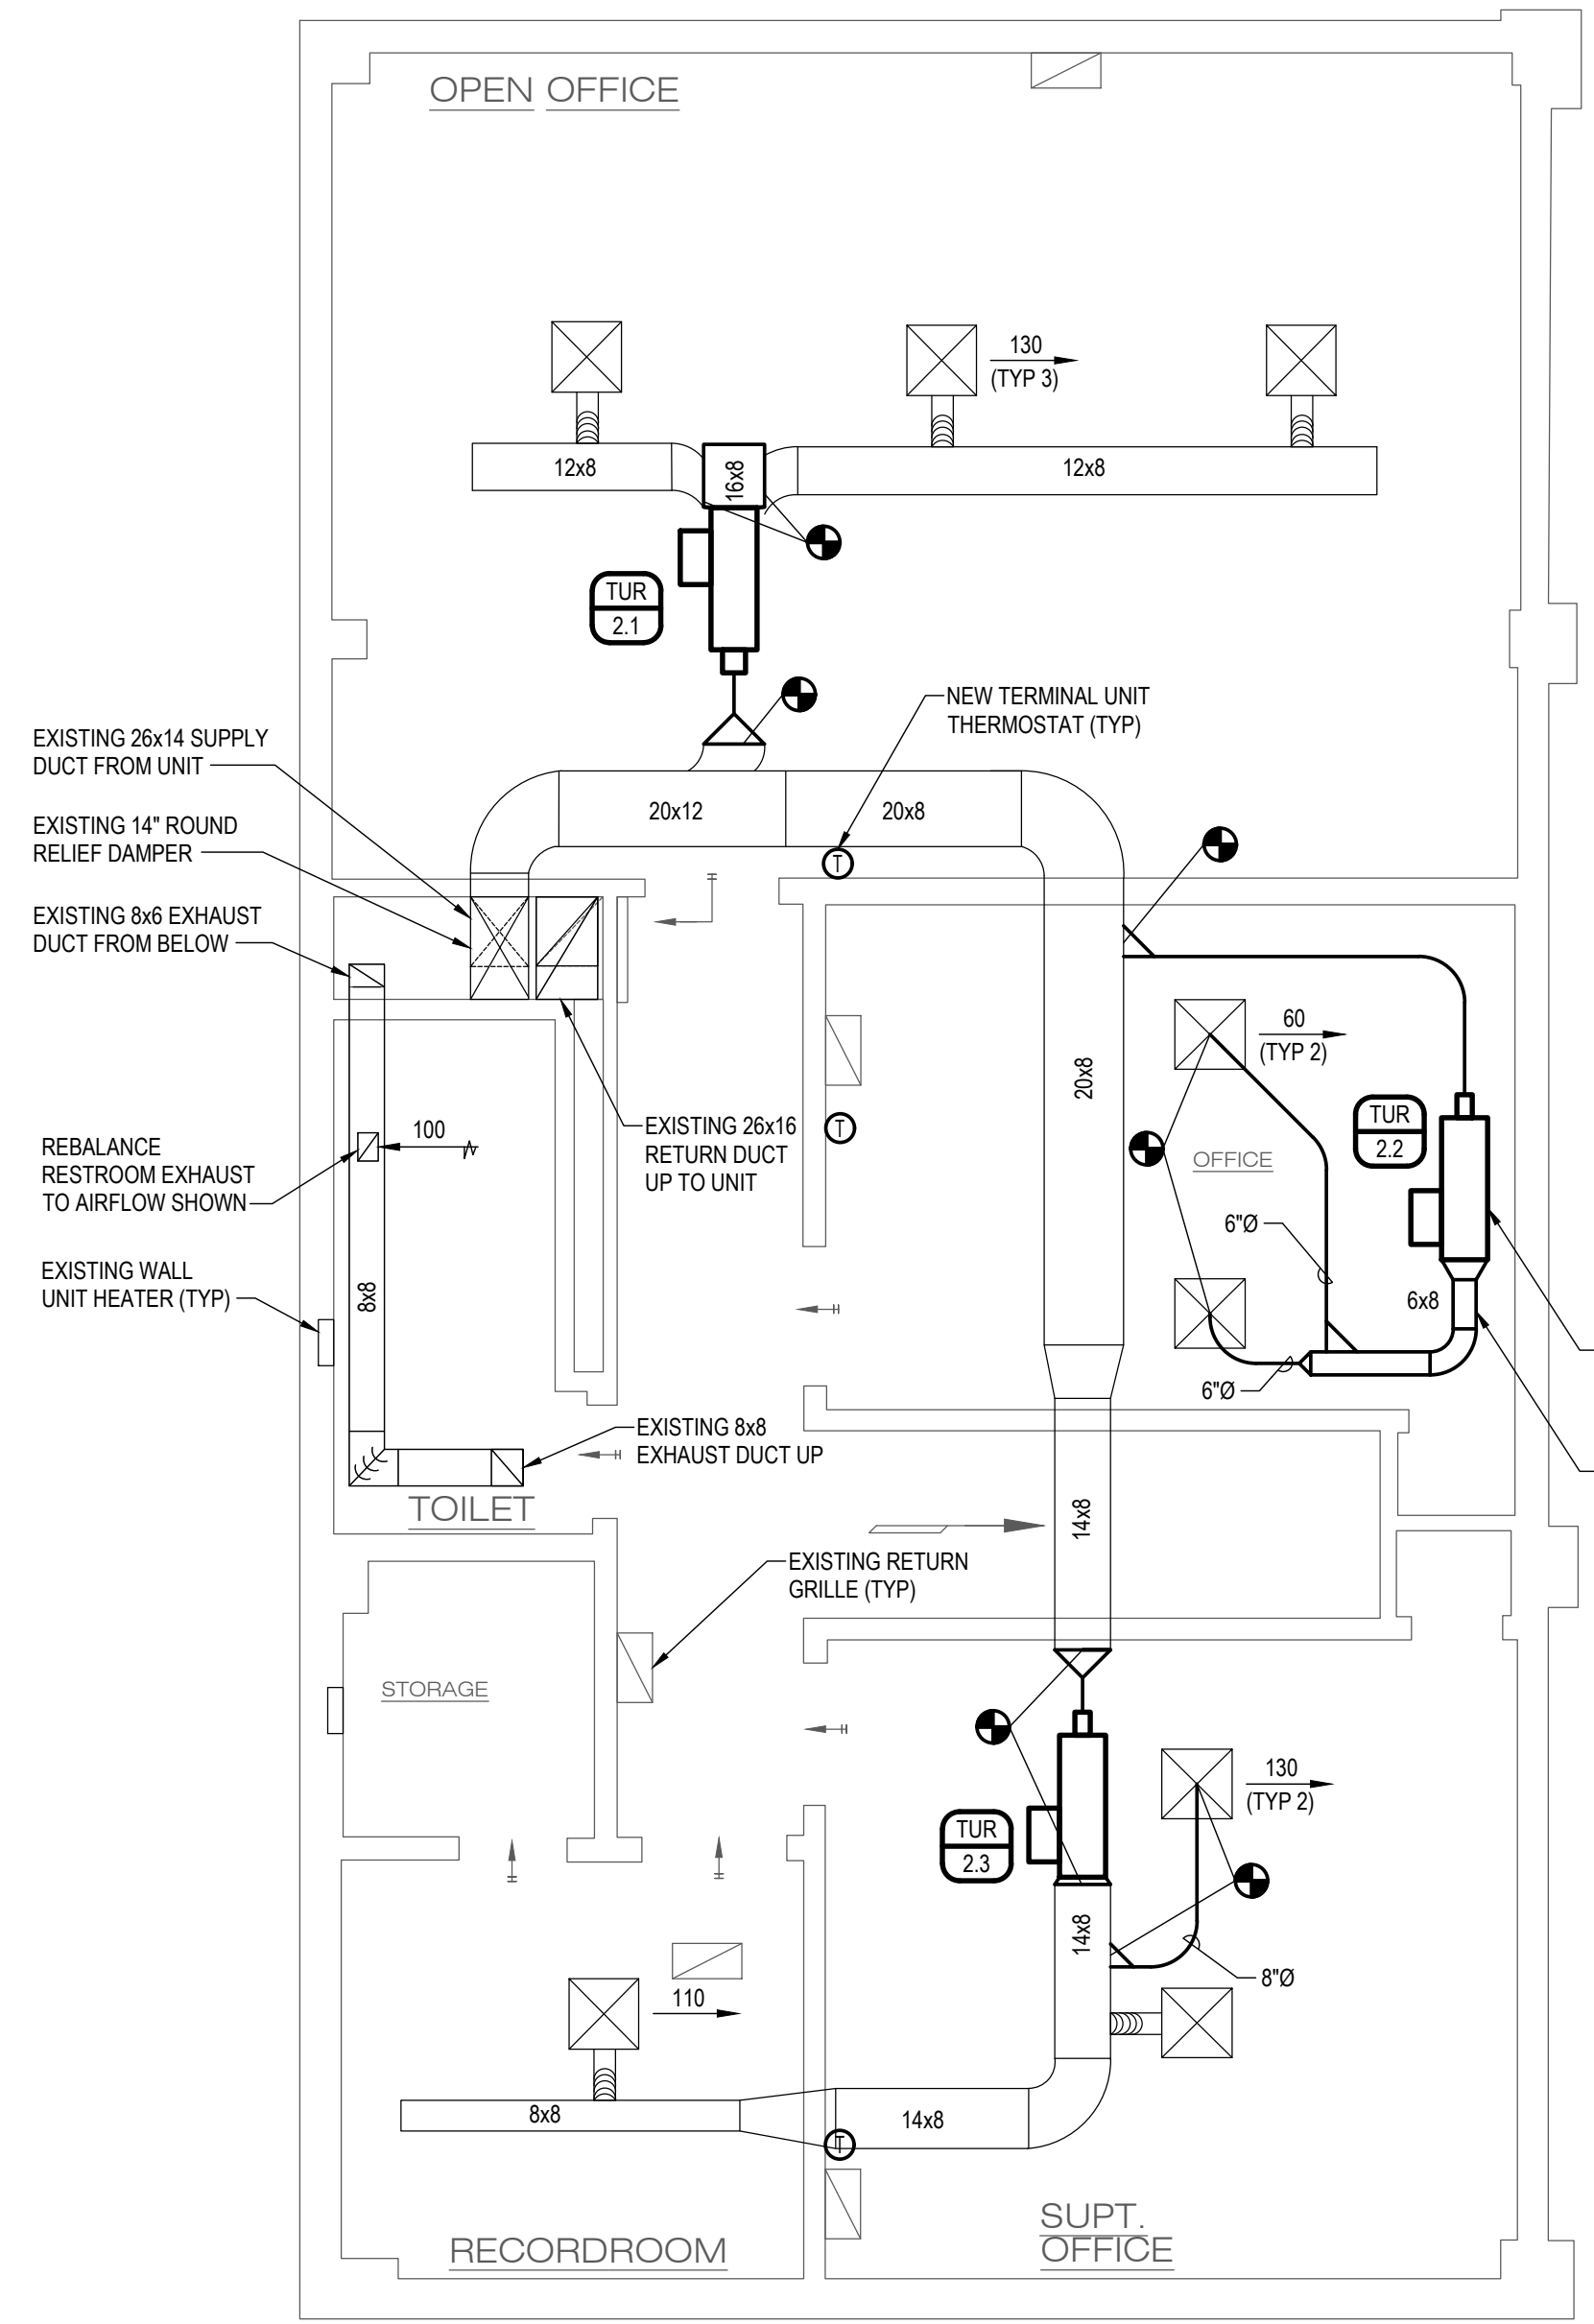 OPEN OFFICE
130
(TYP 3)
12x8
16x8
12x8
TUR
2.1
NEW TERMINAL UNIT
THERMOSTAT (TYP)
EXISTING 26x14 SUPPLY
DUCT FROM UNIT
20x12
20x8
EXISTING 14" ROUND
RELIEF DAMPER
T
EXISTING 8x6 EXHAUST
DUCT FROM BELOW
60
(TYP 2)
20x8
TUR
2.2
EXISTING 26x16
RETURN DUCT
UP TO UNIT
T
100
REBALANCE
RESTROOM EXHAUST
TO AIRFLOW SHOWN
OFFICE
6"Ø
EXISTING WALL
UNIT HEATER (TYP)
8x8
6x8
6"Ø
EXISTING 8x8
EXHAUST DUCT UP
TOILET
14x8
EXISTING RETURN
GRILLE (TYP)
STORAGE
130
(TYP 2)
TUR
2.3
14x8
8"Ø
110
8x8
14x8
T
SUPT.
OFFICE
RECORDROOM